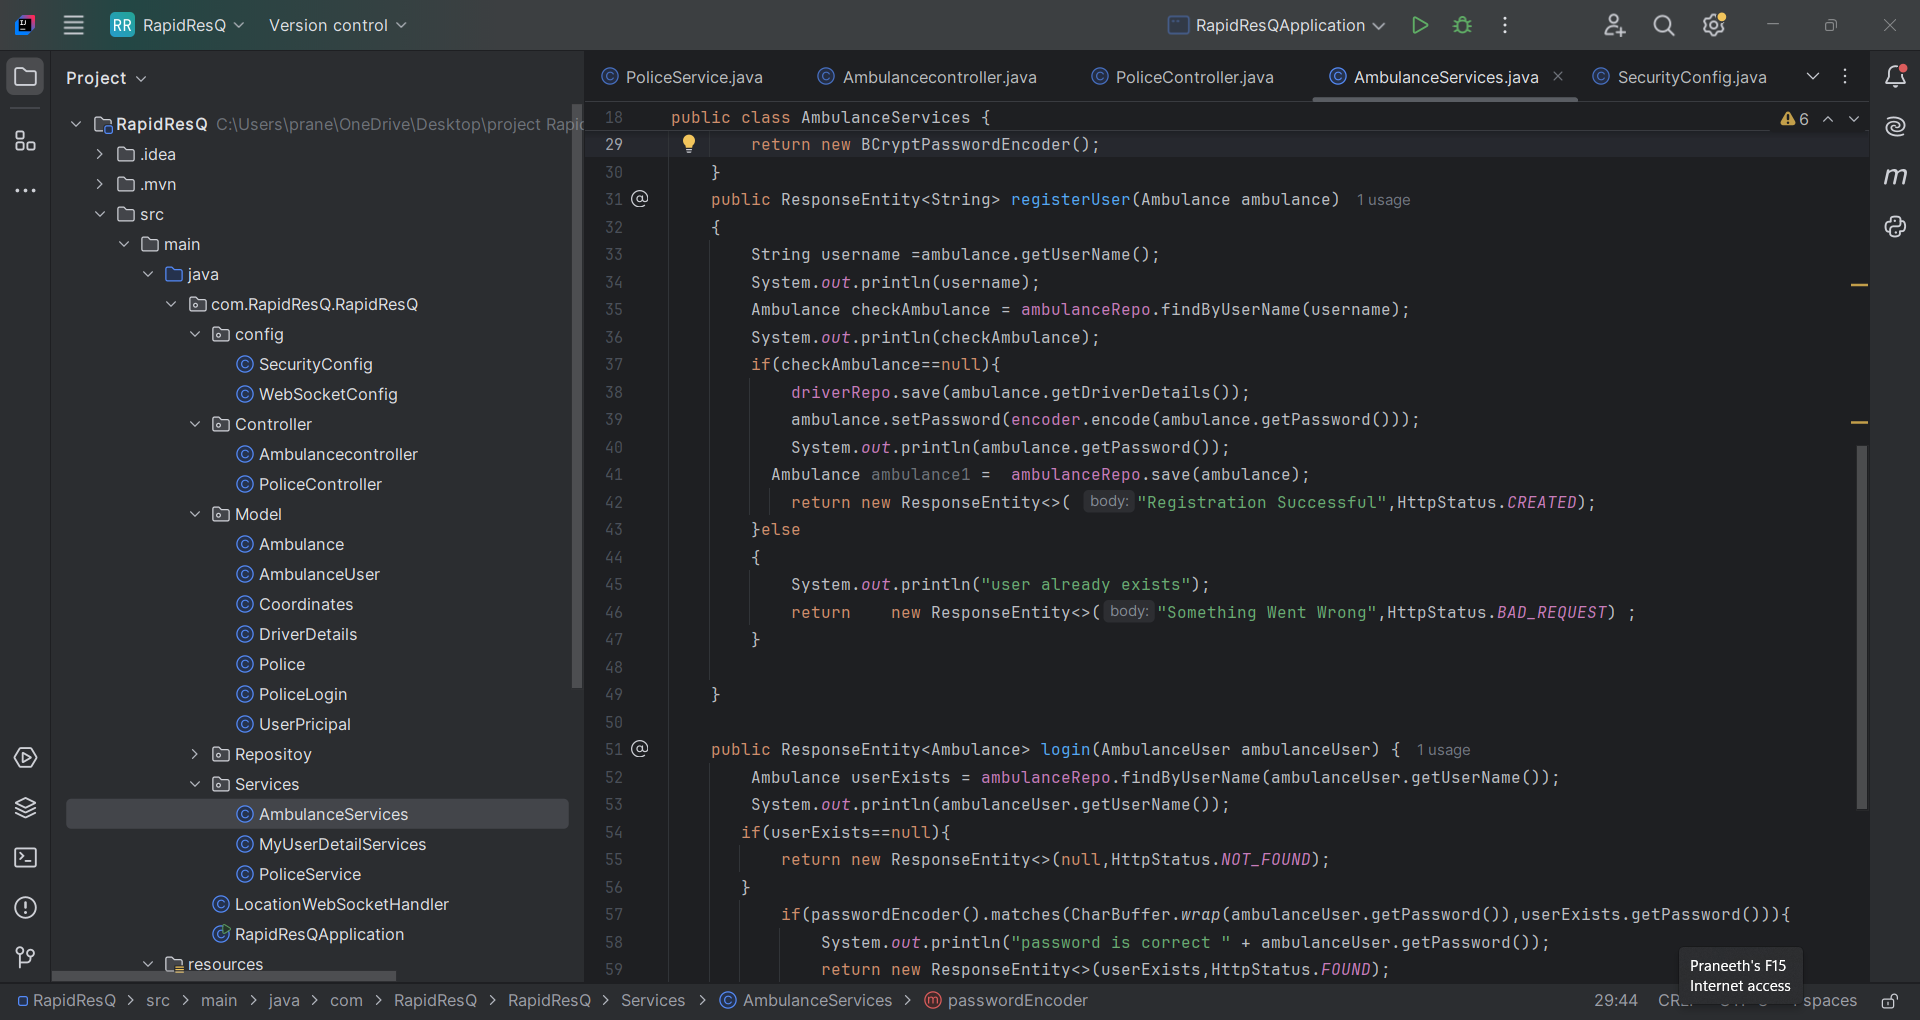 RR RapidResQ Version control RapidResQApplication
Project
PoliceService.java Ambulancecontroller.java PoliceController.java AmbulanceServices.java SecurityConfig.java
RapidResQ C:\Users\prane\OneDrive\Desktop\project
.idea
.mvn
src
main
java
com.RapidResQ.RapidResQ
config
SecurityConfig
WebSocketConfig
Controller
Ambulancecontroller
PoliceController
Model
Ambulance
AmbulanceUser
Coordinates
DriverDetails
Police
PoliceLogin
UserPricipal
Repositoy
Services
AmbulanceServices
MyUserDetailServices
PoliceService
LocationWebSocketHandler
RapidResQApplication
resources
18 public class AmbulanceServices { 6
29 return new BCryptPasswordEncoder();
30 }
31 @ public ResponseEntity<String> registerUser(Ambulance ambulance) 1 usage
32 {
33 String username =ambulance.getUserName();
34 System.out.println(username);
35 Ambulance checkAmbulance = ambulanceRepo.findByUserName(username);
36 System.out.println(checkAmbulance);
37 if(checkAmbulance==null){
38 driverRepo.save(ambulance.getDriverDetails());
39 ambulance.setPassword(encoder.encode(ambulance.getPassword()));
40 System.out.println(ambulance.getPassword());
41 Ambulance ambulance1 = ambulanceRepo.save(ambulance);
42 return new ResponseEntity<>( body: "Registration Successful",HttpStatus.CREATED);
43 }else
44 {
45 System.out.println("user already exists");
46 return new ResponseEntity<>( body: "Something Went Wrong",HttpStatus.BAD_REQUEST) ;
47 }
48
49 }
50
51 @ public ResponseEntity<Ambulance> login(AmbulanceUser ambulanceUser) { 1 usage
52 Ambulance userExists = ambulanceRepo.findByUserName(ambulanceUser.getUserName());
53 System.out.println(ambulanceUser.getUserName());
54 if(userExists==null){
55 return new ResponseEntity<>(null,HttpStatus.NOT_FOUND);
56 }
57 if(passwordEncoder().matches(CharBuffer.wrap(ambulanceUser.getPassword()),userExists.getPassword())){
58 System.out.println("password is correct " + ambulanceUser.getPassword());
59 return new ResponseEntity<>(userExists,HttpStatus.FOUND);
Praneeth's F15
Internet access
RapidResQ > src > main > java > com > RapidResQ > RapidResQ > Services > AmbulanceServices > passwordEncoder 29:44 spaces